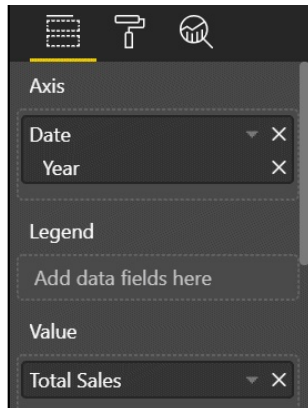 Axis
Date
Year
Legend
Add data fields here
Value
Total Sales